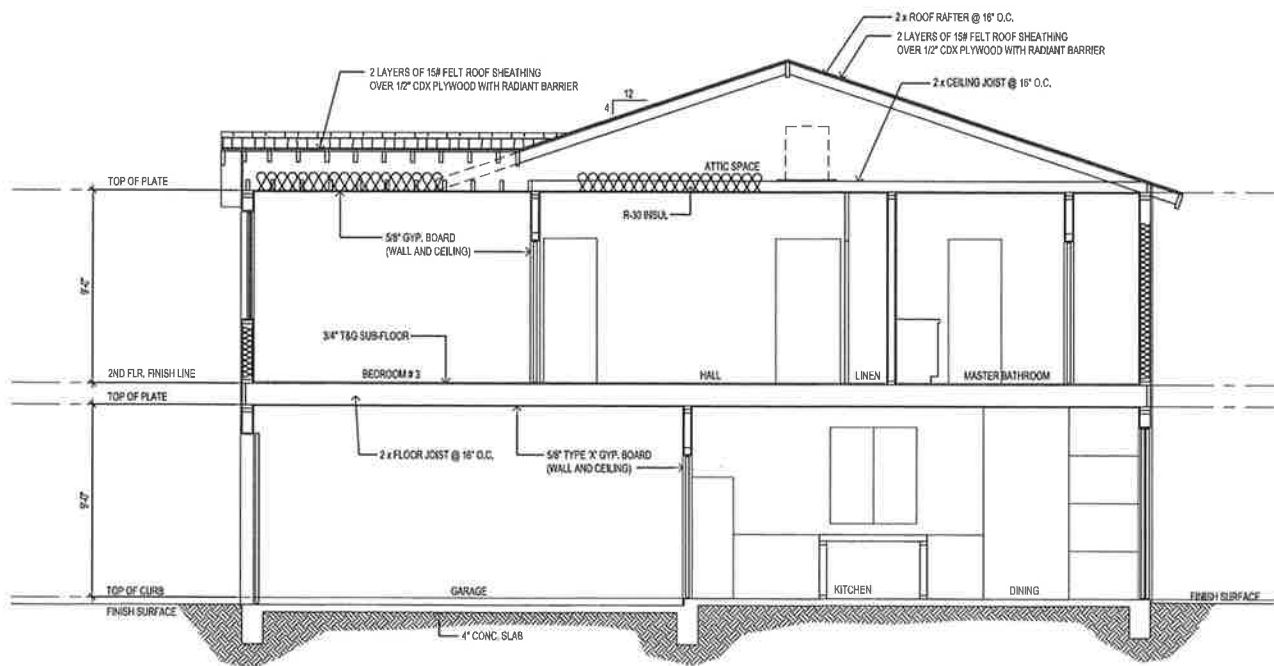 2 x ROOF RAFTER @ 16" O.C.
2 LAYERS OF 15# FELT ROOF SHEATHING
OVER 1/2" CDX PLYWOOD WITH RADIANT BARRIER
2 LAYERS OF 15# FELT ROOF SHEATHING
OVER 1/2" CDX PLYWOOD WITH RADIANT BARRIER
12
4
2 x CEILING JOIST @ 16" O.C.
ATTIC SPACE
TOP OF PLATE
R-30 INSUL
5/8" GYP. BOARD
(WALL AND CEILING)
3/4" T&G SUB-FLOOR
2ND FLR. FINISH LINE
BEDROOM # 3
HALL
LINEN
MASTER BATHROOM
TOP OF PLATE
2 x FLOOR JOIST @ 16" O.C.
5/8" TYPE 'X' GYP. BOARD
(WALL AND CEILING)
TOP OF CURB
GARAGE
KITCHEN
DINING
FINISH SURFACE
FINISH SURFACE
4" CONC. SLAB